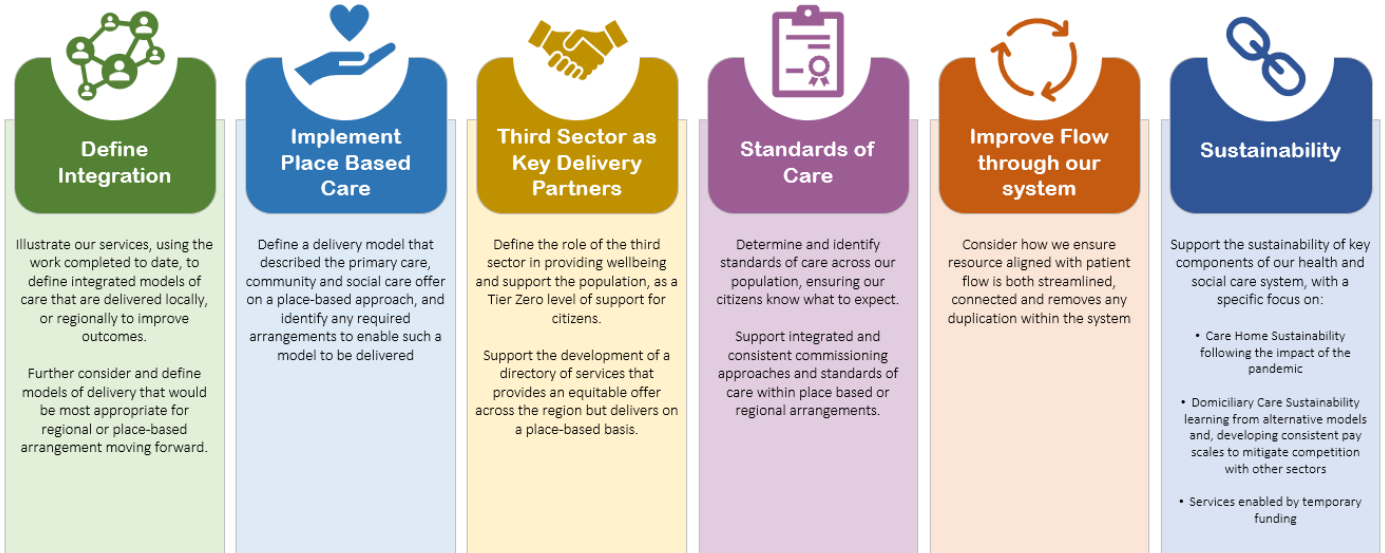 Define
Integration
Illustrate our services, using the
work completed to date, to
define integrated models of
care that are delivered locally,
or regionally to improve
outcomes.
Further consider and define
models of delivery that would
be most appropriate for
regional or place-based
arrangement moving forward.
Implement
Place Based
Care
Define a delivery model that
described the primary care,
community and social care offer
on a place-based approach, and
identify any required
arrangements to enable such a
model to be delivered
Third Sector as
Key Delivery
Partners
Define the role of the third
sector in providing wellbeing
and support the population, as a
Tier Zero level of support for
citizens.
Support the development of a
directory of services that
provides an equitable offer
across the region but delivers on
a place-based basis.
Standards of
Care
Determine and identify
standards of care across our
population, ensuring our
citizens know what to expect.
Support integrated and
consistent commissioning
approaches and standards of
care within place based or
regional arrangements.
Improve Flow
through our
system
Consider how we ensure
resource aligned with patient
flow is both streamlined,
connected and removes any
duplication within the system
Sustainability
Support the sustainability of key
components of our health and
social care system, with a
specific focus on:
• Care Home Sustainability
following the impact of the
pandemic
• Domiciliary Care Sustainability
learning from alternative models
and, developing consistent pay
scales to mitigate competition
with other sectors
• Services enabled by temporary
funding